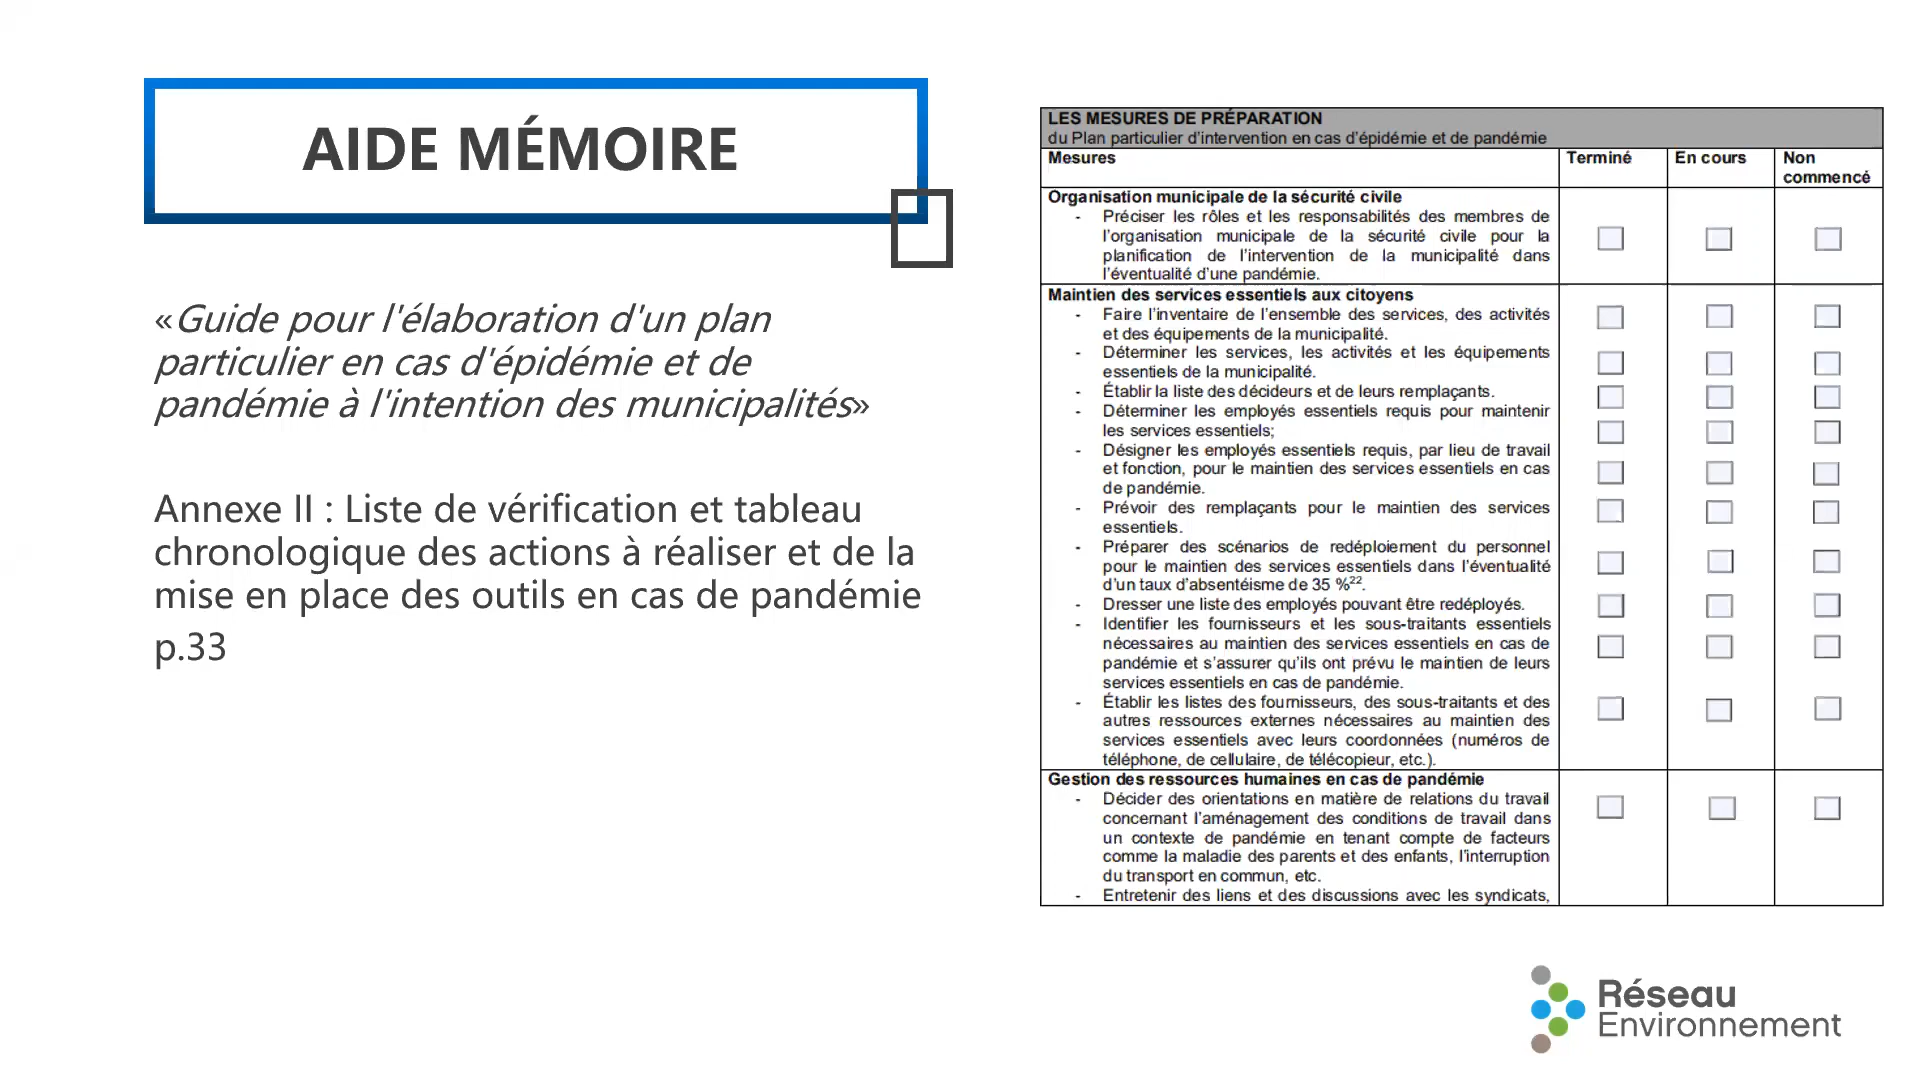 AIDE MÉMOIRE
«Guide pour l'élaboration d'un plan
particulier en cas d'épidémie et de
pandémie à l'intention des municipalités»
Annexe II : Liste de vérification et tableau
chronologique des actions à réaliser et de la
mise en place des outils en cas de pandémie
p.33
LES MESURES DE PRÉPARATION
du Plan particulier d'intervention en cas d'épidémie et de pandémie
Mesures Terminé En cours Non
commencé
Organisation municipale de la sécurité civile
- Préciser les rôles et les responsabilités des membres de
l'organisation municipale de la sécurité civile pour la
planification de l'intervention de la municipalité dans
l'éventualité d'une pandémie.
Maintien des services essentiels aux citoyens
- Faire l'inventaire de l'ensemble des services, des activités
et des équipements de la municipalité.
- Déterminer les services, les activités et les équipements
essentiels de la municipalité.
- Établir la liste des décideurs et de leurs remplaçants.
- Déterminer les employés essentiels requis pour maintenir
les services essentiels;
- Désigner les employés essentiels requis, par lieu de travail
et fonction, pour le maintien des services essentiels en cas
de pandémie.
- Prévoir des remplaçants pour le maintien des services
essentiels.
- Préparer des scénarios de redéploiement du personnel
pour le maintien des services essentiels dans l'éventualité
d'un taux d'absentéisme de 35 %²².
- Dresser une liste des employés pouvant être redéployés.
- Identifier les fournisseurs et les sous-traitants essentiels
nécessaires au maintien des services essentiels en cas de
pandémie et s'assurer qu'ils ont prévu le maintien de leurs
services essentiels en cas de pandémie.
- Établir les listes des fournisseurs, des sous-traitants et des
autres ressources externes nécessaires au maintien des
services essentiels avec leurs coordonnées (numéros de
téléphone, de cellulaire, de télécopieur, etc.).
Gestion des ressources humaines en cas de pandémie
- Décider des orientations en matière de relations du travail
concernant l'aménagement des conditions de travail dans
un contexte de pandémie en tenant compte de facteurs
comme la maladie des parents et des enfants, l'interruption
du transport en commun, etc.
- Entretenir des liens et des discussions avec les syndicats,
Réseau
Environnement